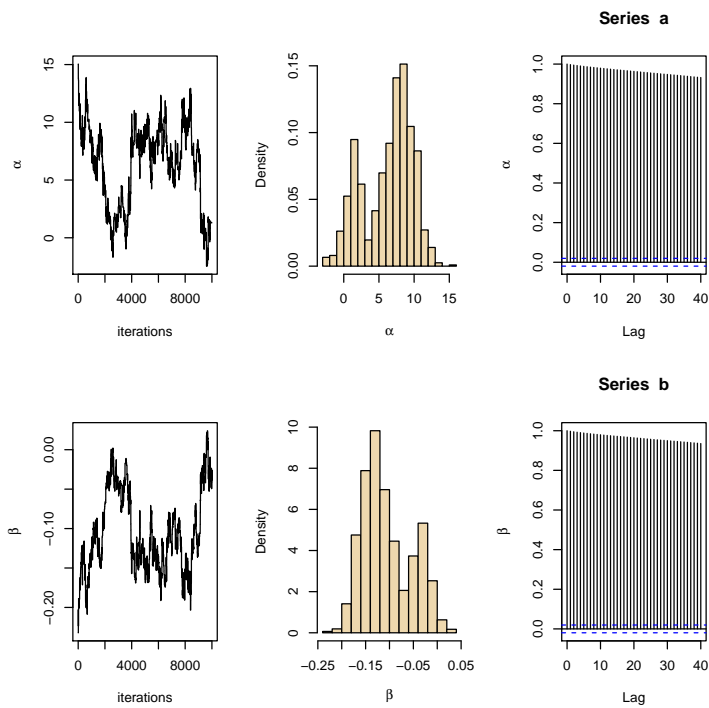 0 4000 8000
0 5 10 15
iterations
α
α
Density
0 5 10 15
0.00 0.05 0.10 0.15
Series a
0 10 20 30 40
0.0 0.2 0.4 0.6 0.8 1.0
Lag
α
0 4000 8000
−0.20 −0.10 0.00
iterations
β
β
Density
−0.25 −0.15 −0.05 0.05
0 2 4 6 8 10
Series b
0 10 20 30 40
0.0 0.2 0.4 0.6 0.8 1.0
Lag
β